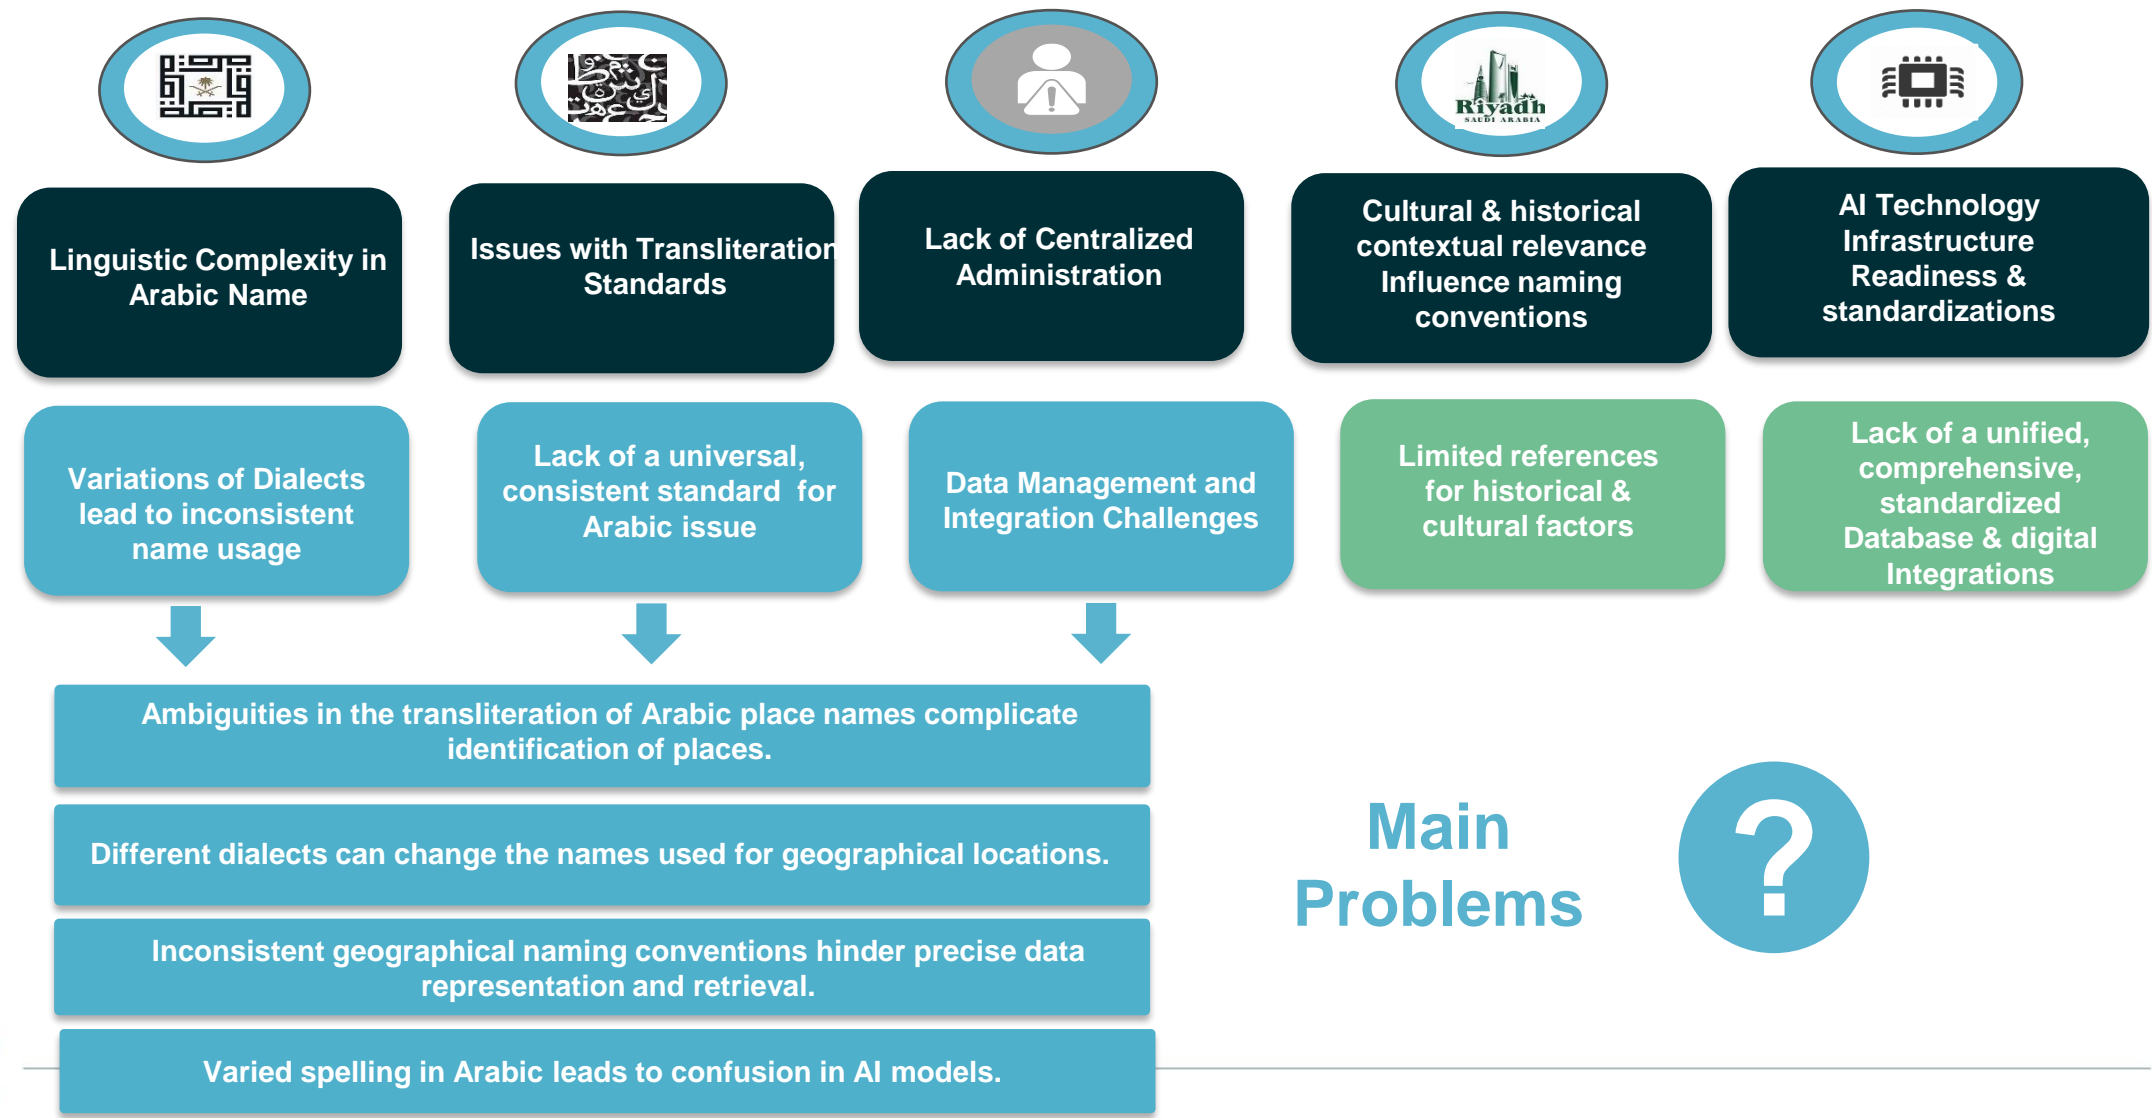 Riyadh
SAUDI ARABIA
Linguistic Complexity in
Arabic Name
Issues with Transliteration
Standards
Lack of Centralized
Administration
Cultural & historical
contextual relevance
Influence naming
conventions
AI Technology
Infrastructure
Readiness &
standardizations
Variations of Dialects
lead to inconsistent
name usage
Lack of a universal,
consistent standard for
Arabic issue
Data Management and
Integration Challenges
Limited references
for historical &
cultural factors
Lack of a unified,
comprehensive,
standardized
Database & digital
Integrations
Ambiguities in the transliteration of Arabic place names complicate
identification of places.
Different dialects can change the names used for geographical locations.
Inconsistent geographical naming conventions hinder precise data
representation and retrieval.
Varied spelling in Arabic leads to confusion in AI models.
Main
Problems
?